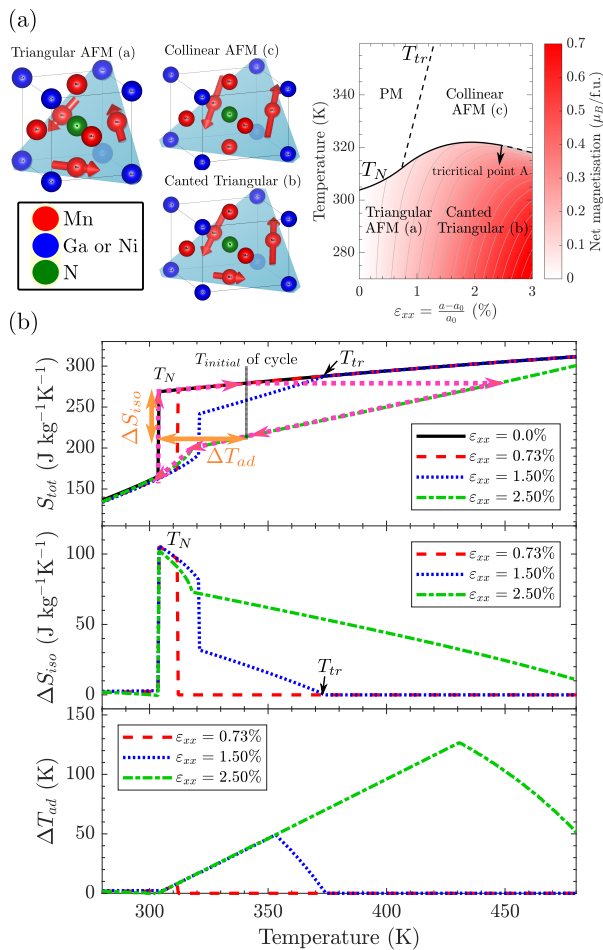 (a)
Triangular AFM (a)
Collinear AFM (c)
Canted Triangular (b)
Mn
Ga or Ni
N
Temperature (K)
340
320
300
280
T_tr
PM
Collinear
AFM (c)
T_N
tricritical point A
Triangular
AFM (a)
Canted
Triangular (b)
0 1 2 3
ε_xx = (a−a_0)/a_0 (%)
0.7
0.6
0.5
0.4
0.3
0.2
0.1
0
Net magnetisation (μ_B/f.u.)
(b)
S_tot (J kg⁻¹K⁻¹)
300
250
200
150
T_N
T_initial of cycle
T_tr
ΔS_iso
ΔT_ad
ε_xx = 0.0%
ε_xx = 0.73%
ε_xx = 1.50%
ε_xx = 2.50%
ΔS_iso (J kg⁻¹K⁻¹)
100
50
0
T_N
T_tr
ε_xx = 0.73%
ε_xx = 1.50%
ε_xx = 2.50%
ΔT_ad (K)
150
100
50
0
ε_xx = 0.73%
ε_xx = 1.50%
ε_xx = 2.50%
300 350 400 450
Temperature (K)